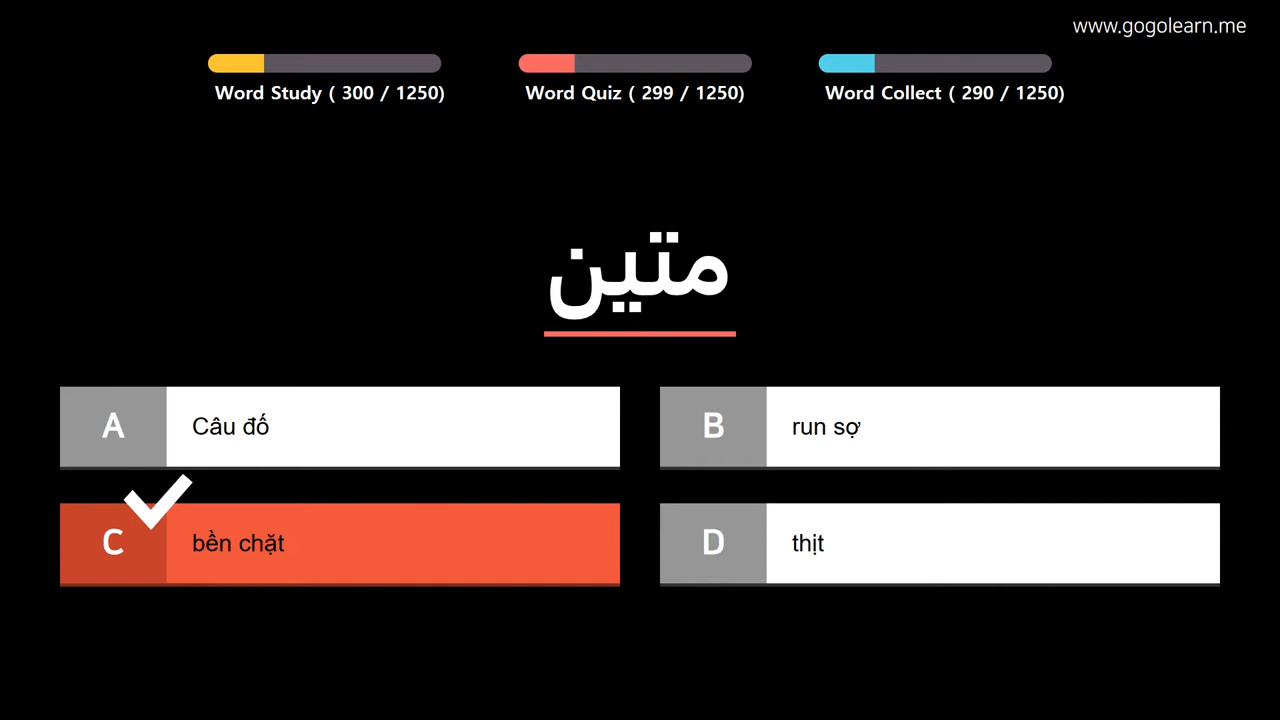 www.gogolearn.me
Word Study ( 300 / 1250)
Word Quiz ( 299 / 1250)
Word Collect ( 290 / 1250)
متين
A Câu đố
B run sợ
C bền chặt
D thịt